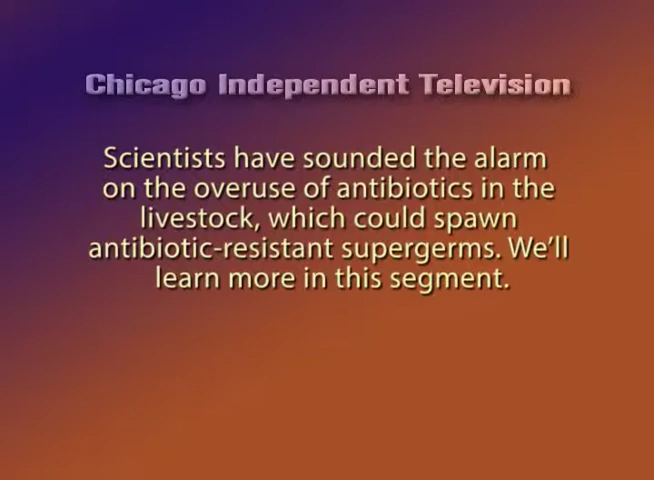 Chicago Independent Television
Scientists have sounded the alarm
on the overuse of antibiotics in the
livestock, which could spawn
antibiotic-resistant supergerms. We’ll
learn more in this segment.